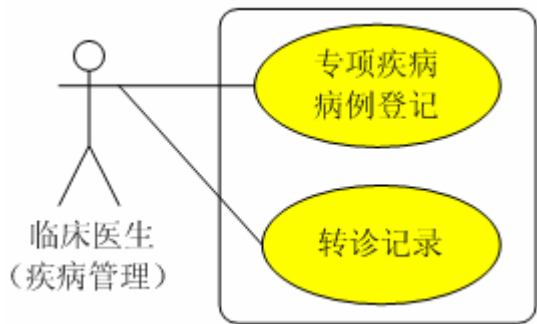 专项疾病
病例登记
转诊记录
临床医生
（疾病管理）